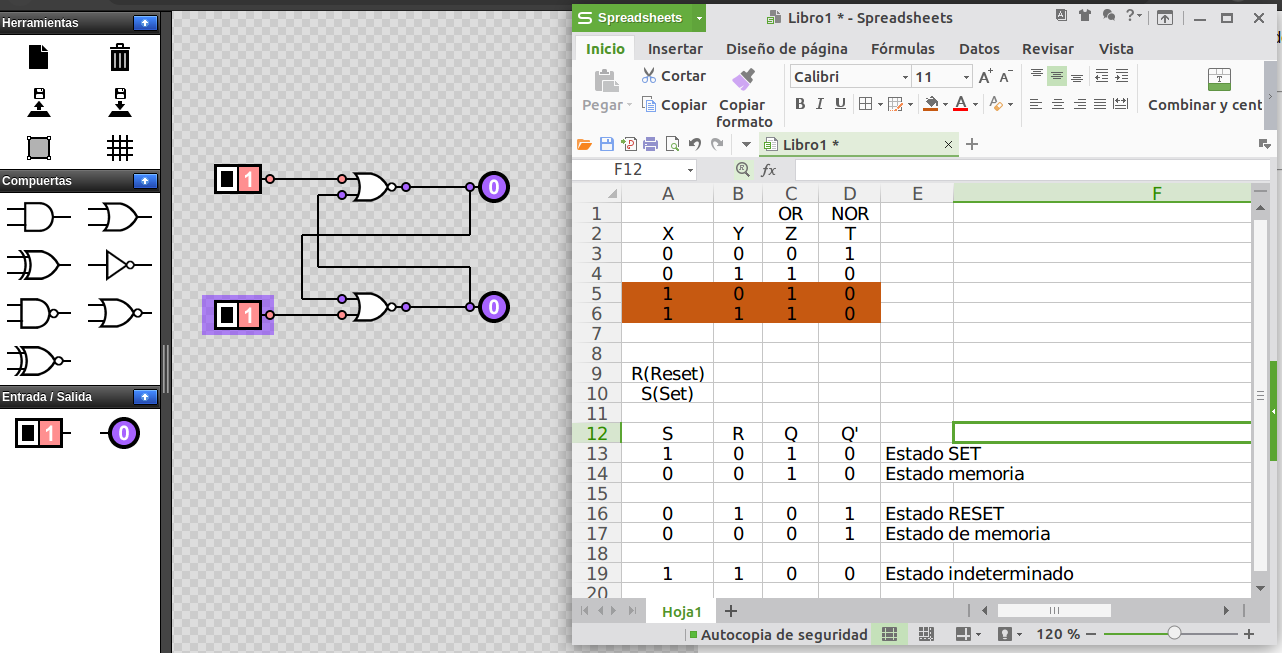 Herramientas
Compuertas
Entrada / Salida
1
0
1
0
1
0
S Spreadsheets
Libro1 * - Spreadsheets
Inicio Insertar Diseño de página Fórmulas Datos Revisar Vista
Pegar
Cortar
Copiar
Copiar
formato
Calibri 11
B I U
Combinar y cent
Libro1 *
F12 fx
A B C D E F
1 OR NOR
2 X Y Z T
3 0 0 0 1
4 0 1 1 0
5 1 0 1 0
6 1 1 1 0
7
8
9 R(Reset)
10 S(Set)
11
12 S R Q Q'
13 1 0 1 0 Estado SET
14 0 0 1 0 Estado memoria
15
16 0 1 0 1 Estado RESET
17 0 0 0 1 Estado de memoria
18
19 1 1 0 0 Estado indeterminado
20
Hoja1
Autocopia de seguridad 120 %